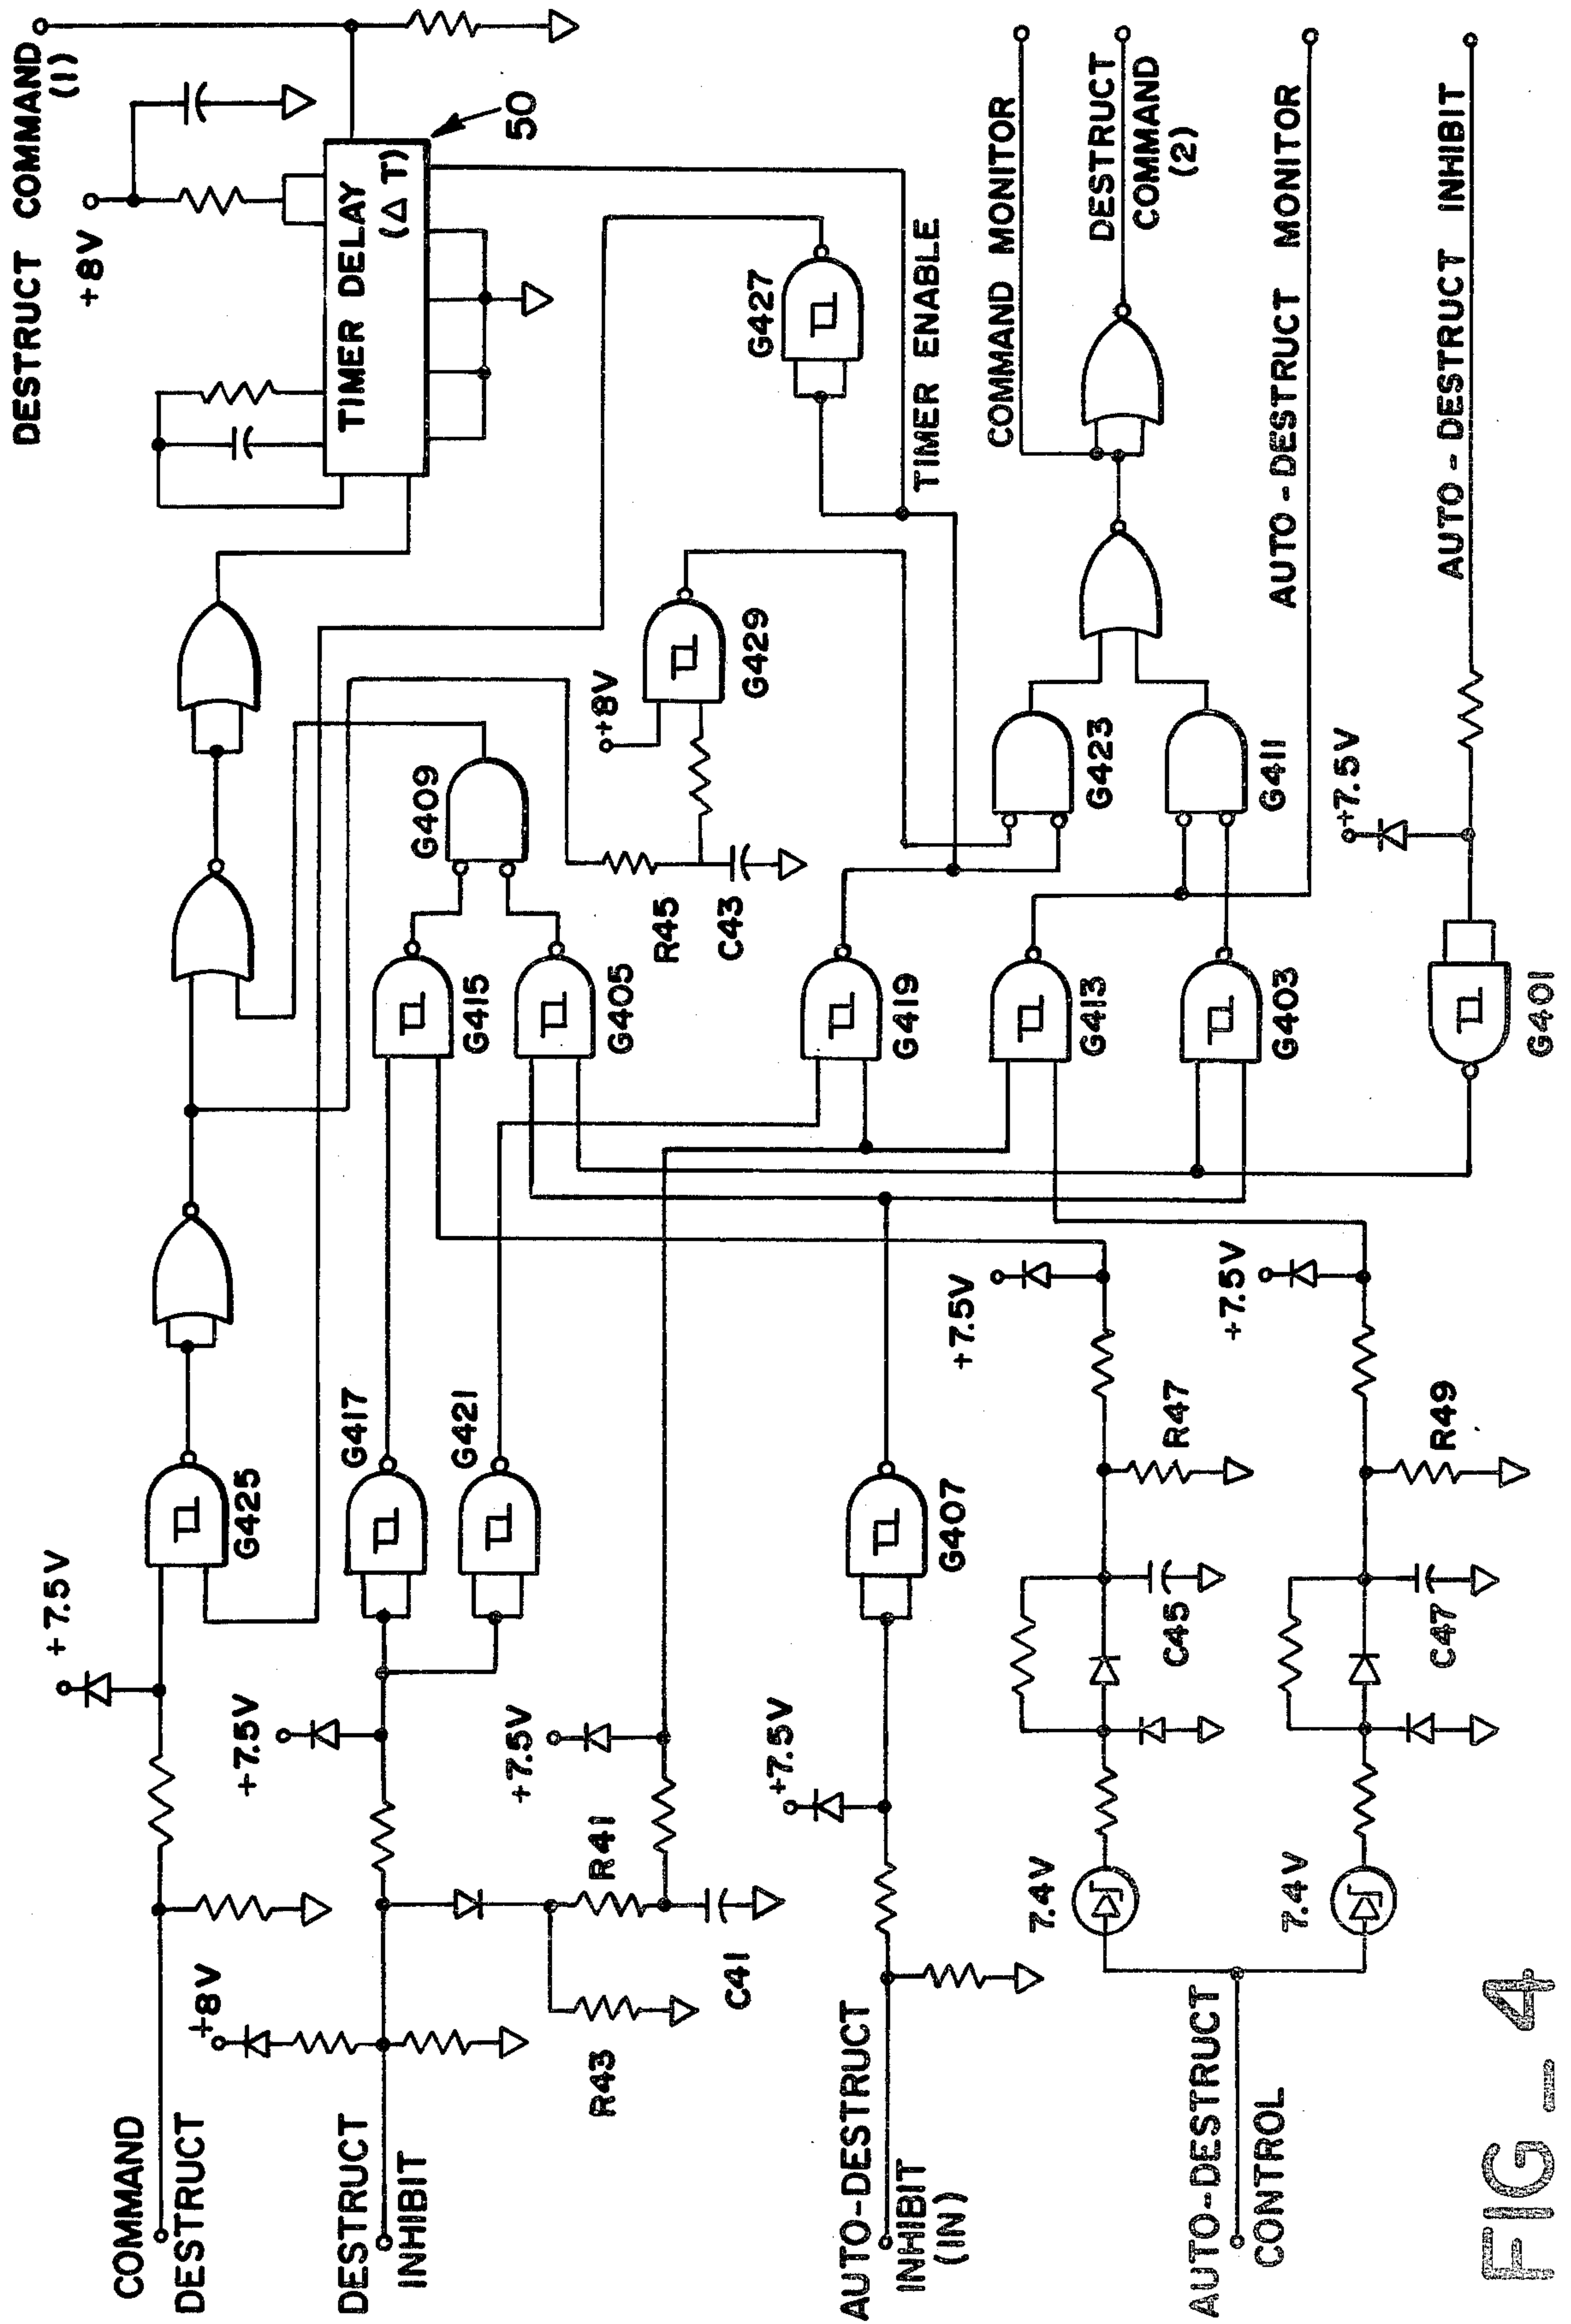 DESTRUCT COMMAND
(1)
+8V
TIMER DELAY
(Δ T)
50
COMMAND
DESTRUCT
+7.5V
G425
DESTRUCT
INHIBIT
+8V
+7.5V
G417
G421
G415
G409
G405
R43
R41
C41
+7.5V
R45
C43
+8V
G429
G427
TIMER ENABLE
AUTO-DESTRUCT
INHIBIT
(IN)
+7.5V
G407
G419
G413
G403
G423
G411
COMMAND MONITOR
DESTRUCT
COMMAND
(2)
AUTO-DESTRUCT MONITOR
AUTO-DESTRUCT
CONTROL
7.4V
7.4V
C45
R47
+7.5V
C47
R49
+7.5V
G401
+7.5V
AUTO-DESTRUCT INHIBIT
FIG_4